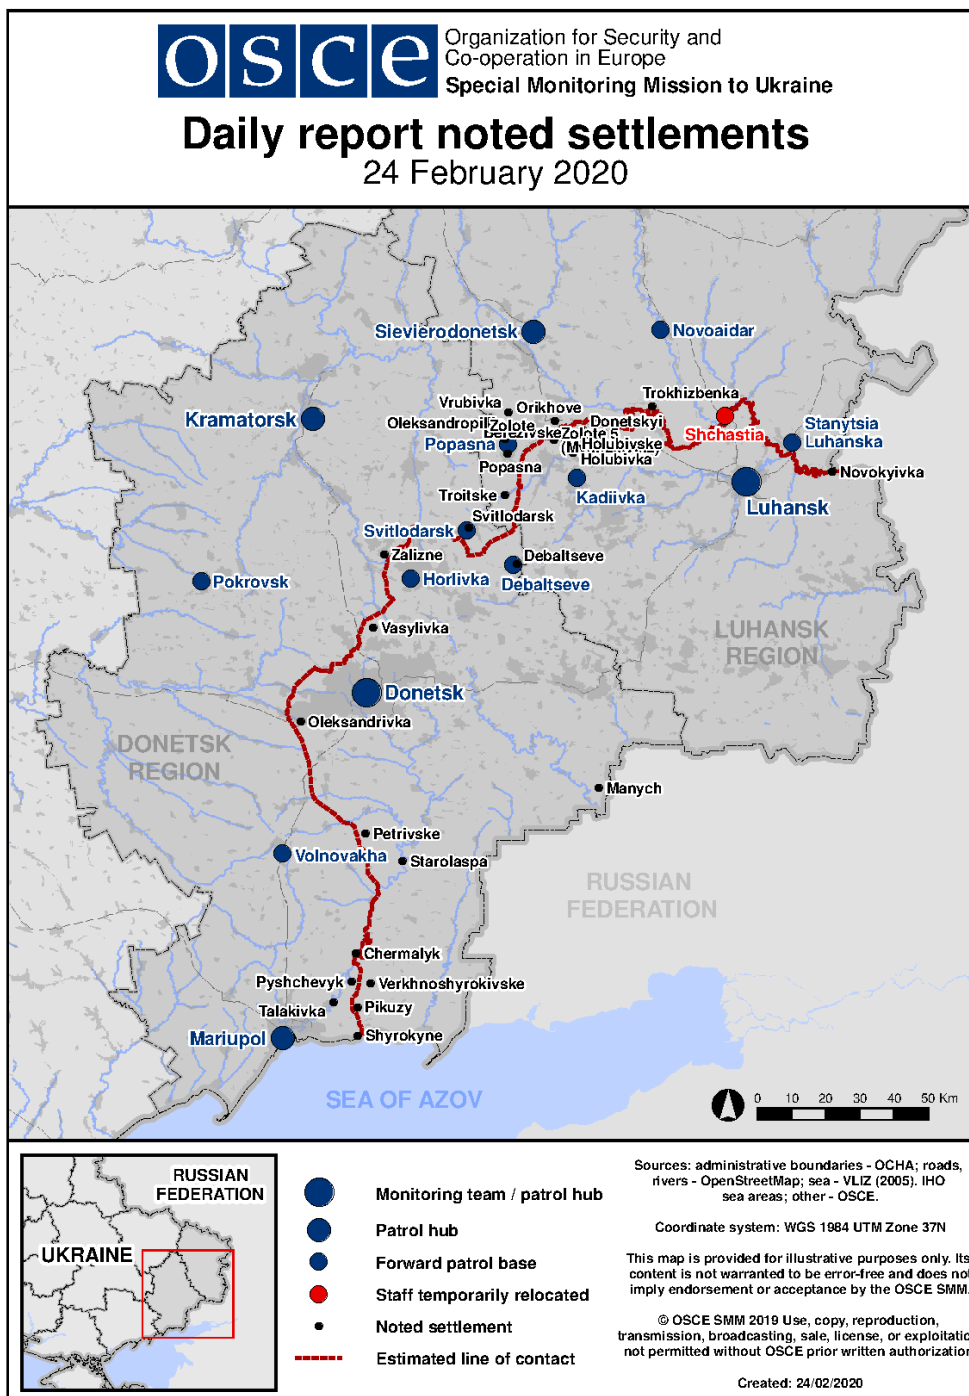 osce
Organization for Security and
Co-operation in Europe
Special Monitoring Mission to Ukraine
Daily report noted settlements
24 February 2020
Sievierodonetsk
Novoaidar
Trokhizbenka
Vrubivka
Orikhove
Kramatorsk
Oleksandropil
Zolote
Donetskyi
Shchastia
Stanytsia
Luhanska
Berezivske
Zolote 5
Popasna
Holubivske
Popasna
Holubivka
Novokyivka
Troitske
Kadiivka
Luhansk
Svitlodarsk
Svitlodarsk
Zalizne
Debaltseve
Pokrovsk
Horlivka
Debaltseve
Vasylivka
LUHANSK
REGION
Donetsk
Oleksandrivka
DONETSK
REGION
Manych
Petrivske
Volnovakha
Starolaspa
RUSSIAN
FEDERATION
Chermalyk
Pyshchevyk
Verkhnoshyrokivske
Talakivka
Pikuzy
Mariupol
Shyrokyne
SEA OF AZOV
0 10 20 30 40 50 Km
RUSSIAN
FEDERATION
UKRAINE
Monitoring team / patrol hub
Patrol hub
Forward patrol base
Staff temporarily relocated
Noted settlement
Estimated line of contact
Sources: administrative boundaries - OCHA; roads,
rivers - OpenStreetMap; sea - VLIZ (2005). IHO
sea areas; other - OSCE.
Coordinate system: WGS 1984 UTM Zone 37N
This map is provided for illustrative purposes only. Its
content is not warranted to be error-free and does not
imply endorsement or acceptance by the OSCE SMM.
© OSCE SMM 2019 Use, copy, reproduction,
transmission, broadcasting, sale, license, or exploitatio
not permitted without OSCE prior written authorization
Created: 24/02/2020